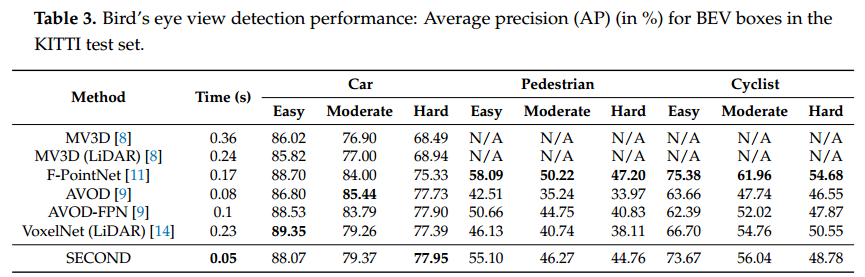 Table 3. Bird's eye view detection performance: Average precision (AP) (in %) for BEV boxes in the
KITTI test set.
Method Time (s) Car Pedestrian Cyclist
Easy Moderate Hard Easy Moderate Hard Easy Moderate Hard
MV3D [8] 0.36 86.02 76.90 68.49 N/A N/A N/A N/A N/A N/A
MV3D (LiDAR) [8] 0.24 85.82 77.00 68.94 N/A N/A N/A N/A N/A N/A
F-PointNet [11] 0.17 88.70 84.00 75.33 58.09 50.22 47.20 75.38 61.96 54.68
AVOD [9] 0.08 86.80 85.44 77.73 42.51 35.24 33.97 63.66 47.74 46.55
AVOD-FPN [9] 0.1 88.53 83.79 77.90 50.66 44.75 40.83 62.39 52.02 47.87
VoxelNet (LiDAR) [14] 0.23 89.35 79.26 77.39 46.13 40.74 38.11 66.70 54.76 50.55
SECOND 0.05 88.07 79.37 77.95 55.10 46.27 44.76 73.67 56.04 48.78